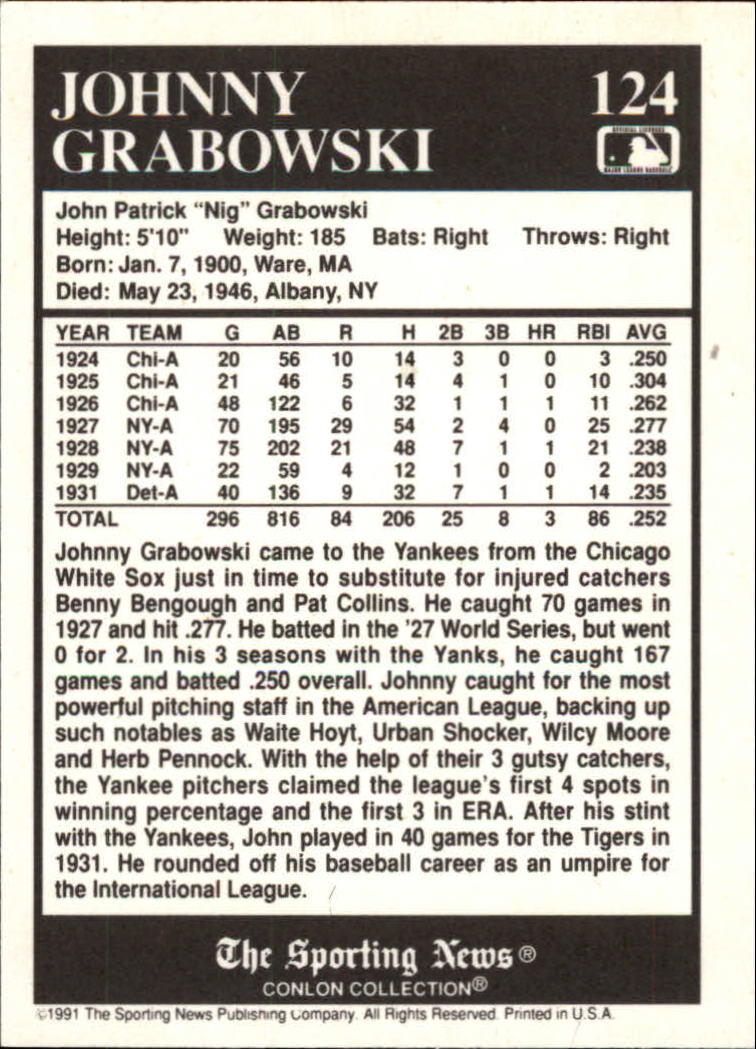 JOHNNY 124
GRABOWSKI
OFFICIAL LICENSEE
MAJOR LEAGUE BASEBALL
John Patrick “Nig” Grabowski
Height: 5'10" Weight: 185 Bats: Right Throws: Right
Born: Jan. 7, 1900, Ware, MA
Died: May 23, 1946, Albany, NY
YEAR TEAM G AB R H 2B 3B HR RBI AVG
1924 Chi-A 20 56 10 14 3 0 0 3 .250
1925 Chi-A 21 46 5 14 4 1 0 10 .304
1926 Chi-A 48 122 6 32 1 1 1 11 .262
1927 NY-A 70 195 29 54 2 4 0 25 .277
1928 NY-A 75 202 21 48 7 1 1 21 .238
1929 NY-A 22 59 4 12 1 0 0 2 .203
1931 Det-A 40 136 9 32 7 1 1 14 .235
TOTAL 296 816 84 206 25 8 3 86 .252
Johnny Grabowski came to the Yankees from the Chicago
White Sox just in time to substitute for injured catchers
Benny Bengough and Pat Collins. He caught 70 games in
1927 and hit .277. He batted in the '27 World Series, but went
0 for 2. In his 3 seasons with the Yanks, he caught 167
games and batted .250 overall. Johnny caught for the most
powerful pitching staff in the American League, backing up
such notables as Waite Hoyt, Urban Shocker, Wilcy Moore
and Herb Pennock. With the help of their 3 gutsy catchers,
the Yankee pitchers claimed the league's first 4 spots in
winning percentage and the first 3 in ERA. After his stint
with the Yankees, John played in 40 games for the Tigers in
1931. He rounded off his baseball career as an umpire for
the International League.
The Sporting News®
CONLON COLLECTION®
©1991 The Sporting News Publishing Company. All Rights Reserved. Printed in U.S.A.